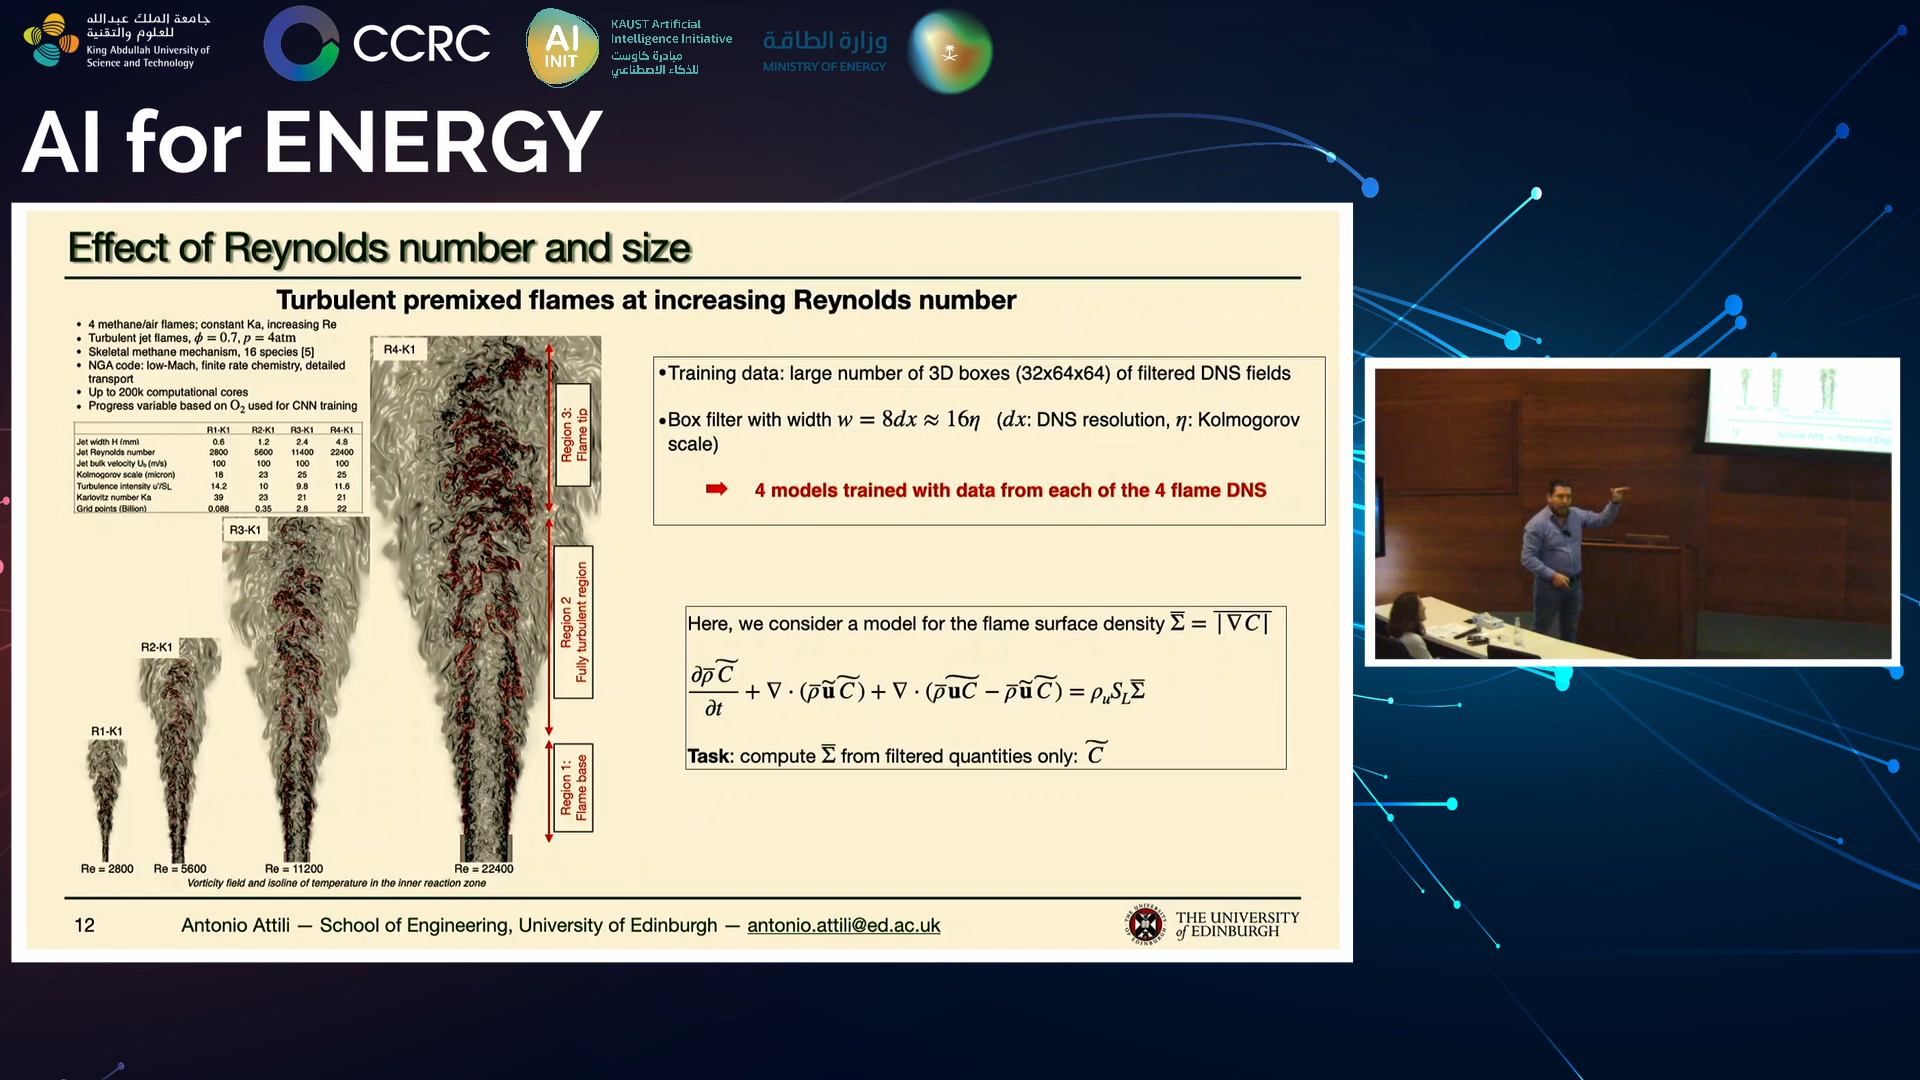 جامعة الملك عبدالله
للعلوم والتقنية
King Abdullah University of
Science and Technology
CCRC
AI
INIT
KAUST Artificial
Intelligence Initiative
مبادرة كاوست
للذكاء الاصطناعي
وزارة الطاقة
MINISTRY OF ENERGY
AI for ENERGY
Effect of Reynolds number and size
Turbulent premixed flames at increasing Reynolds number
• 4 methane/air flames; constant Ka, increasing Re
• Turbulent jet flames, ϕ = 0.7, p = 4atm
• Skeletal methane mechanism, 16 species [5]
• NGA code: low-Mach, finite rate chemistry, detailed
transport
• Up to 200k computational cores
• Progress variable based on O₂ used for CNN training
R1-K1 R2-K1 R3-K1 R4-K1
Jet width H (mm) 0.6 1.2 2.4 4.8
Jet Reynolds number 2800 5600 11400 22400
Jet bulk velocity U_b (m/s) 100 100 100 100
Kolmogorov scale (micron) 18 23 25 25
Turbulence intensity u'/S_L 14.2 10 9.8 11.6
Karlovitz number Ka 39 23 21 21
Grid points (Billion) 0.088 0.35 2.8 22
R4-K1
R3-K1
R2-K1
R1-K1
Region 3:
Flame tip
Region 2
Fully turbulent region
Region 1:
Flame base
Re = 2800 Re = 5600 Re = 11200 Re = 22400
Vorticity field and isoline of temperature in the inner reaction zone
•Training data: large number of 3D boxes (32x64x64) of filtered DNS fields
•Box filter with width w = 8dx ≈ 16η (dx: DNS resolution, η: Kolmogorov
scale)
4 models trained with data from each of the 4 flame DNS
Here, we consider a model for the flame surface density Σ̅ = \overline{|∇C|}
∂ρ̅C̃/∂t + ∇ · (ρ̅ũC̃) + ∇ · (ρ̅\widetilde{uC} − ρ̅ũC̃) = ρ_u S_L Σ̅
Task: compute Σ̅ from filtered quantities only: C̃
12 Antonio Attili — School of Engineering, University of Edinburgh — antonio.attili@ed.ac.uk
THE UNIVERSITY
of EDINBURGH
12 Antonio Attili — School of Eng